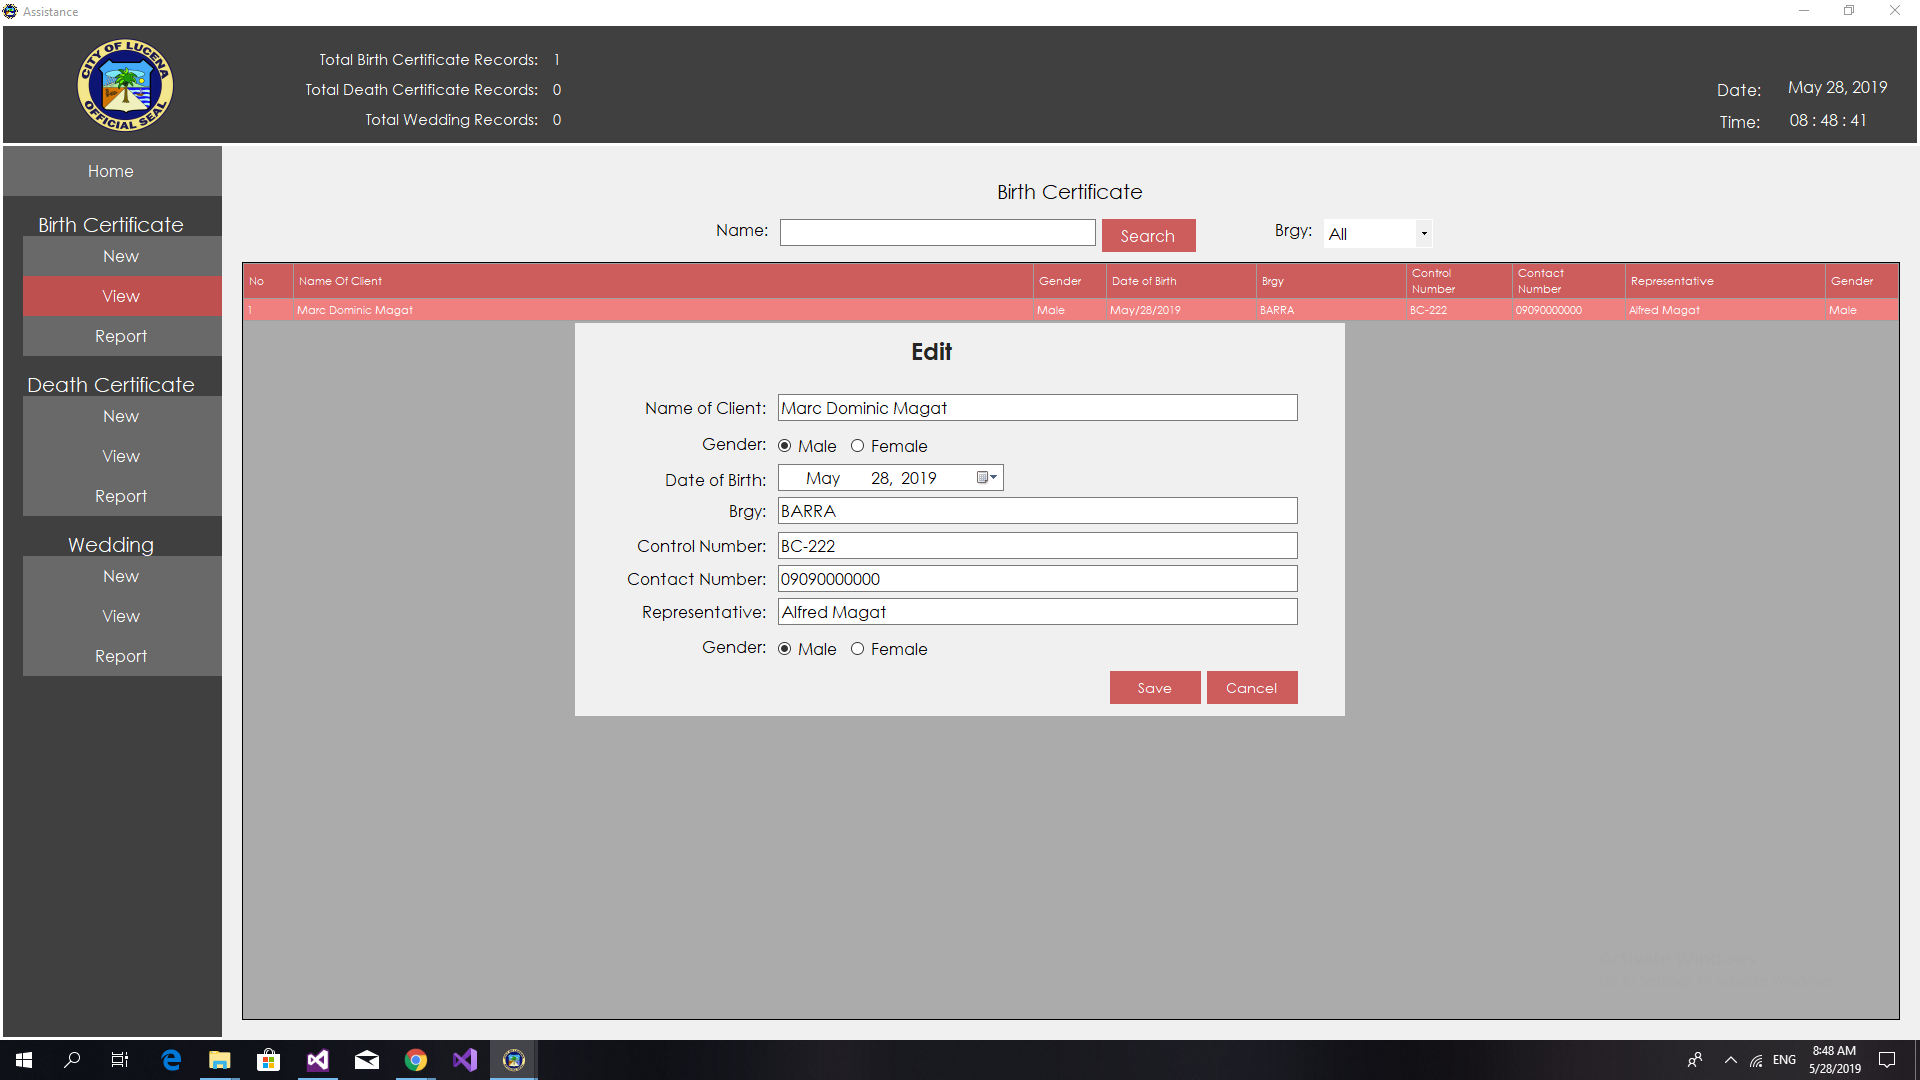 Assistance
CITY OF LUCENA
OFFICIAL SEAL
Total Birth Certificate Records: 1
Total Death Certificate Records: 0
Total Wedding Records: 0
Date: May 28, 2019
Time: 08 : 48 : 41
Home
Birth Certificate
New
View
Report
Death Certificate
New
View
Report
Wedding
New
View
Report
Birth Certificate
Name: Search Brgy: All
No Name Of Client Gender Date of Birth Brgy Control Number Contact Number Representative Gender
1 Marc Dominic Magat Male May/28/2019 BARRA BC-222 09090000000 Alfred Magat Male
Edit
Name of Client: Marc Dominic Magat
Gender: Male Female
Date of Birth: May 28, 2019
Brgy: BARRA
Control Number: BC-222
Contact Number: 09090000000
Representative: Alfred Magat
Gender: Male Female
Save Cancel
ENG
8:48 AM
5/28/2019